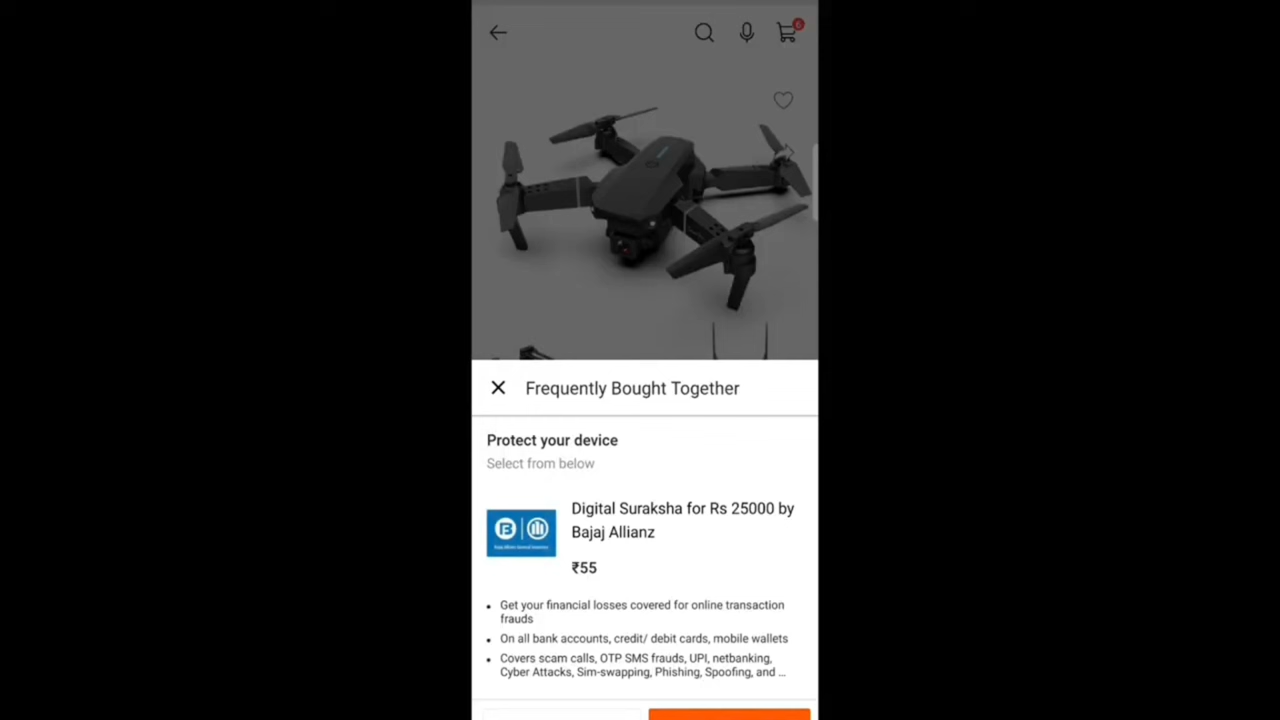 6
Frequently Bought Together
Protect your device
Select from below
Digital Suraksha for Rs 25000 by
Bajaj Allianz
₹55
• Get your financial losses covered for online transaction
frauds
• On all bank accounts, credit/ debit cards, mobile wallets
• Covers scam calls, OTP SMS frauds, UPI, netbanking,
Cyber Attacks, Sim-swapping, Phishing, Spoofing, and ...